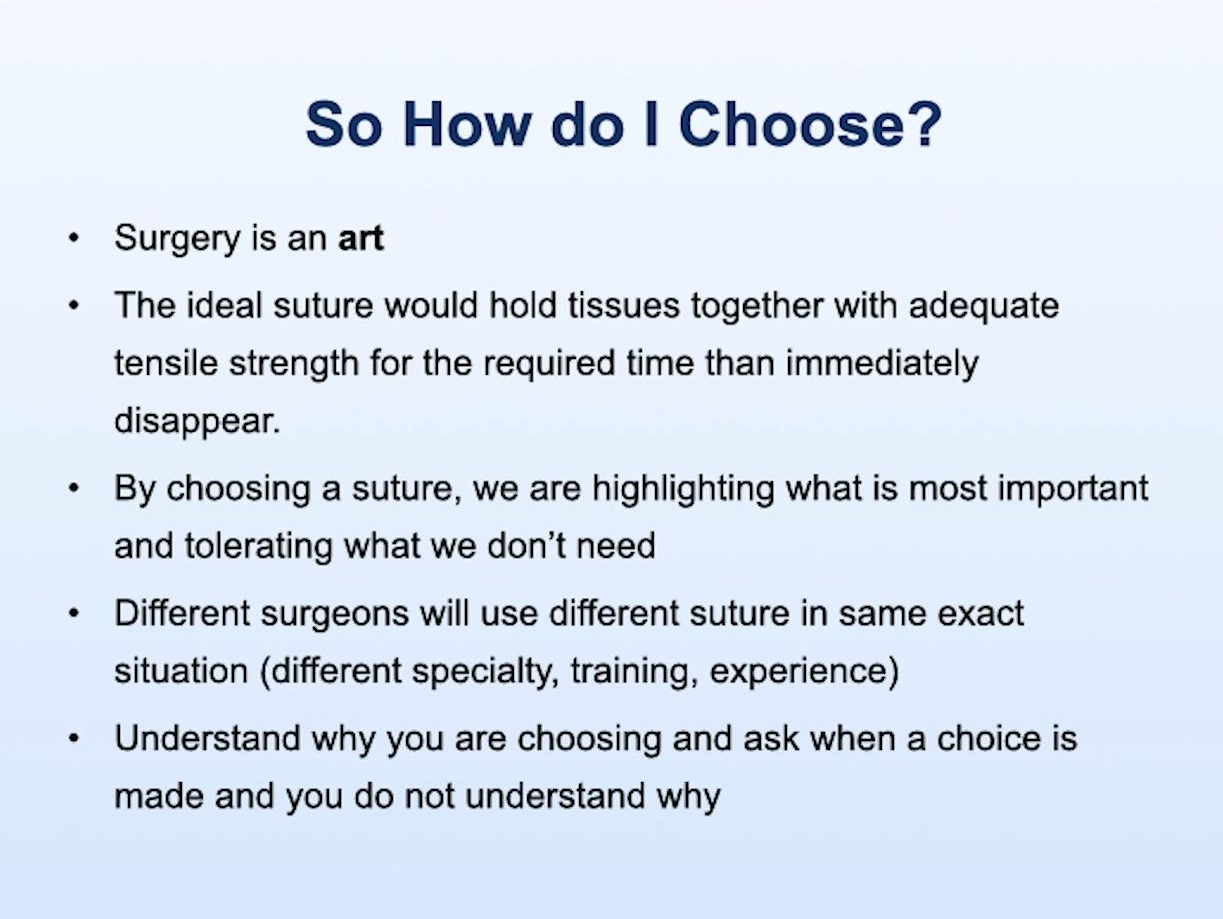 So How do I Choose?
• Surgery is an art
• The ideal suture would hold tissues together with adequate
tensile strength for the required time than immediately
disappear.
• By choosing a suture, we are highlighting what is most important
and tolerating what we don’t need
• Different surgeons will use different suture in same exact
situation (different specialty, training, experience)
• Understand why you are choosing and ask when a choice is
made and you do not understand why